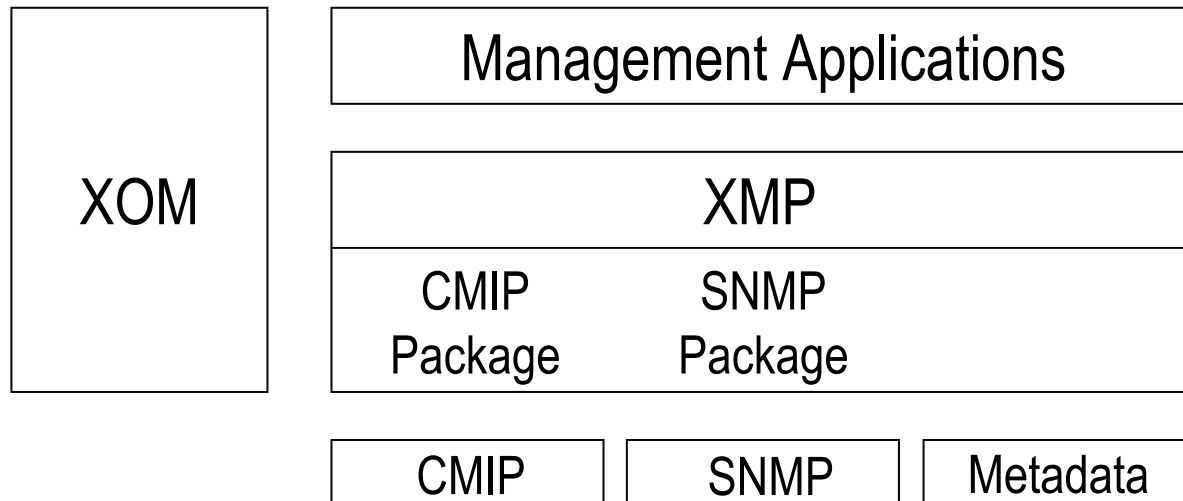 Management Applications
XOM
XMP
CMIP
Package
SNMP
Package
CMIP
SNMP
Metadata